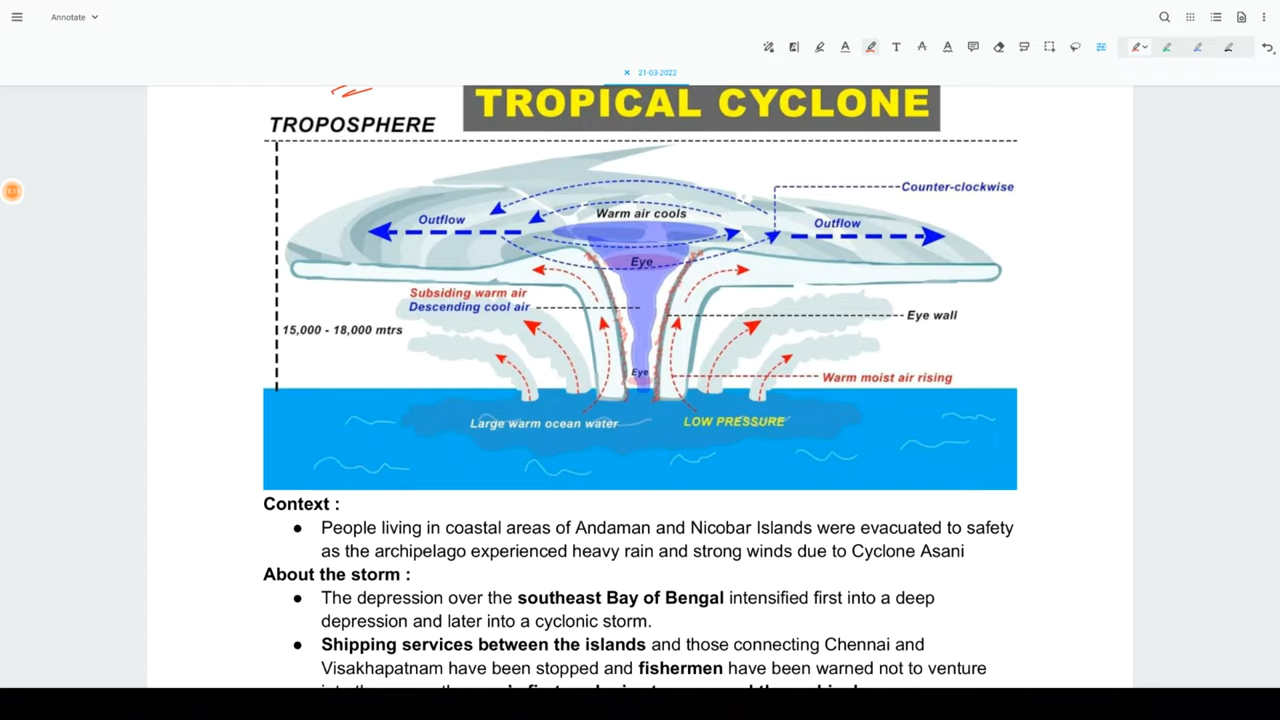 Annotate
21-03-2022
TROPICAL CYCLONE
TROPOSPHERE
Counter-clockwise
Warm air cools
Outflow
Outflow
Eye
Subsiding warm air
Descending cool air
Eye wall
15,000 - 18,000 mtrs
Eye
Warm moist air rising
Large warm ocean water
LOW PRESSURE
Context :
● People living in coastal areas of Andaman and Nicobar Islands were evacuated to safety
as the archipelago experienced heavy rain and strong winds due to Cyclone Asani
About the storm :
● The depression over the southeast Bay of Bengal intensified first into a deep
depression and later into a cyclonic storm.
● Shipping services between the islands and those connecting Chennai and
Visakhapatnam have been stopped and fishermen have been warned not to venture